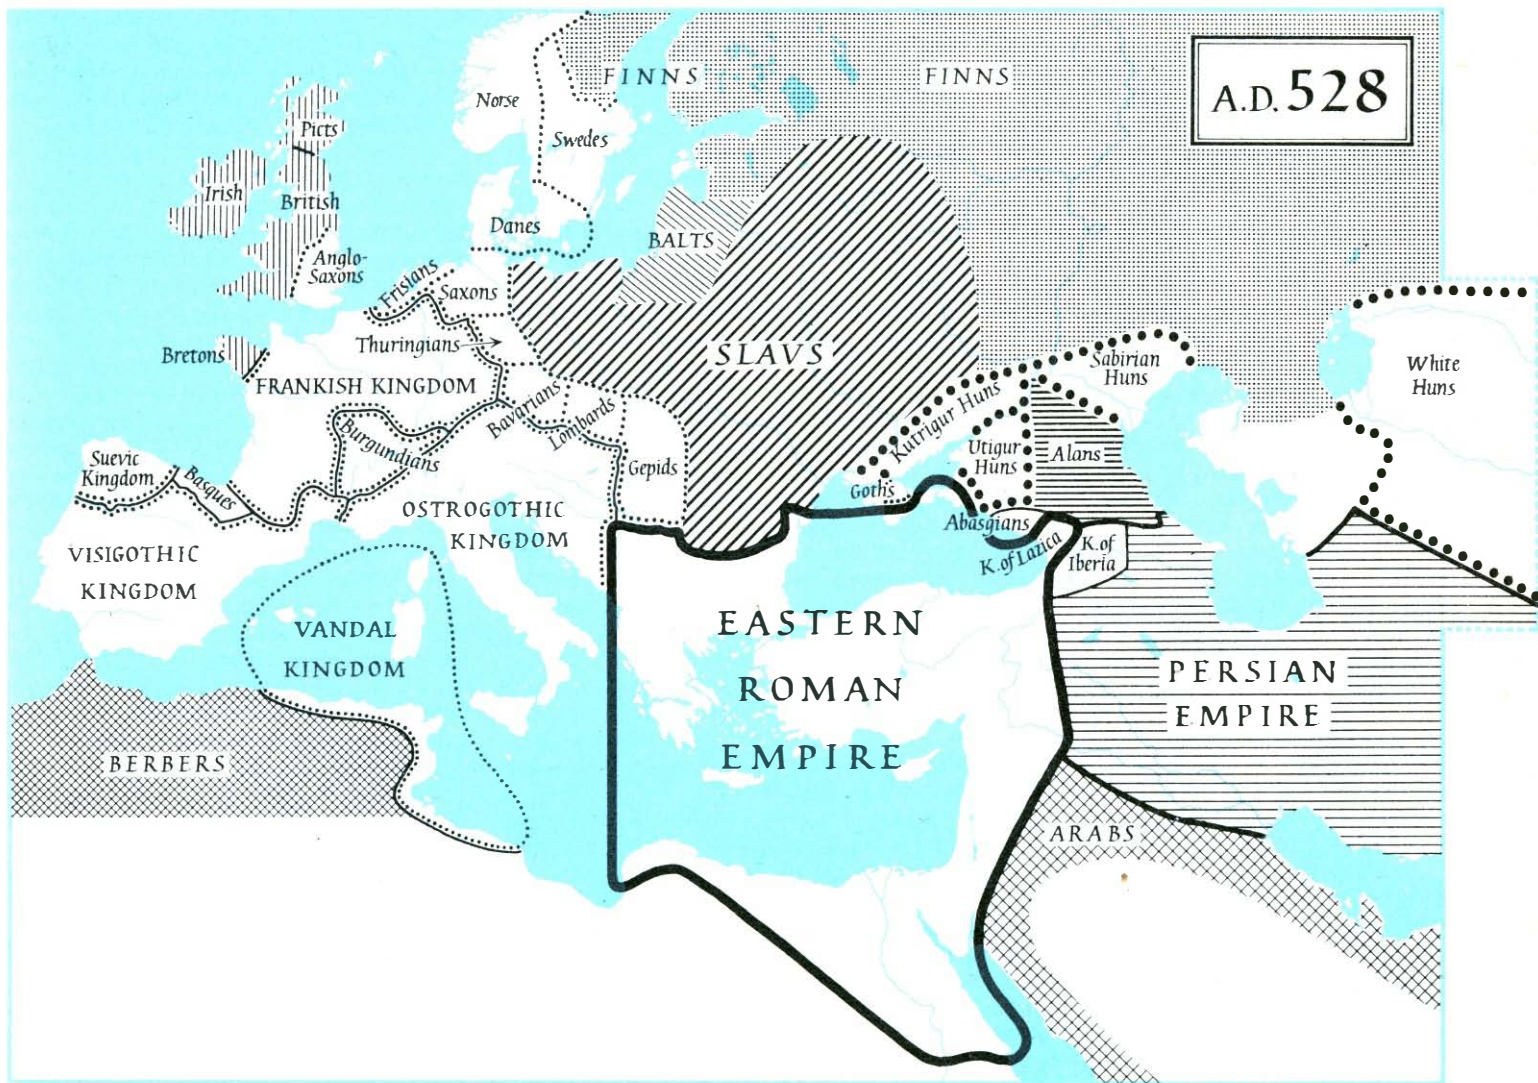 A.D. 528
FINNS
FINNS
Norse
Swedes
Picts
Irish
British
Danes
BALTS
Anglo-
Saxons
Frisians
Saxons
Thuringians
SLAVS
Bretons
FRANKISH KINGDOM
Bavarians
Lombards
Burgundians
Gepids
Sabirian
Huns
White
Huns
Kutrigur Huns
Utigur
Huns
Alans
Goths
Abasgians
K. of Lazica
K. of
Iberia
Suevic
Kingdom
Basques
OSTROGOTHIC
KINGDOM
VISIGOTHIC
KINGDOM
VANDAL
KINGDOM
EASTERN
ROMAN
EMPIRE
PERSIAN
EMPIRE
BERBERS
ARABS